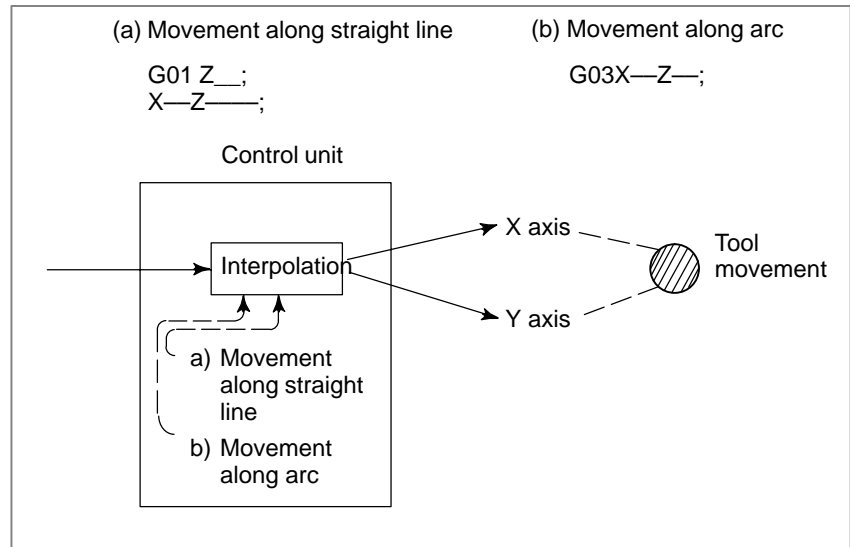 (a) Movement along straight line
G01 Z__;
X––Z––––;
(b) Movement along arc
G03X––Z––;
Control unit
Interpolation
X axis
Y axis
Tool
movement
a) Movement
along straight
line
b) Movement
along arc